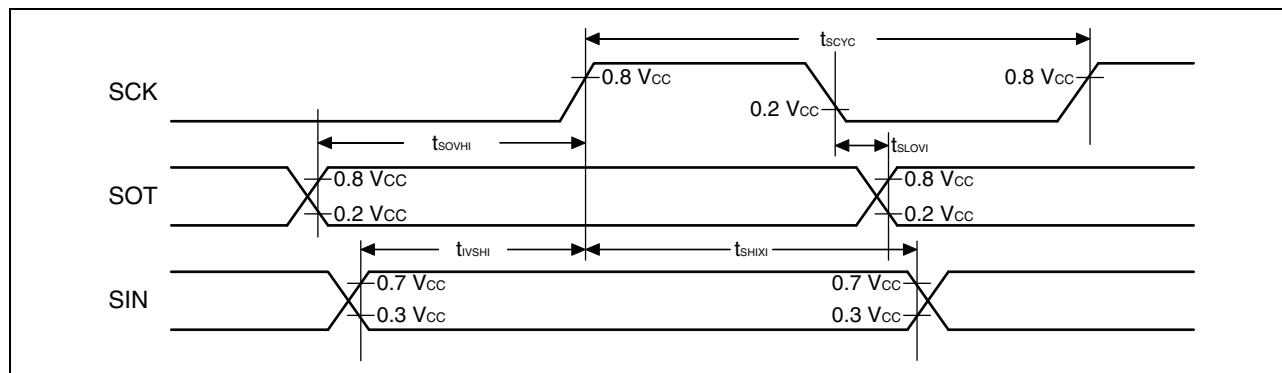 tSCYC
SCK
0.8 VCC
0.8 VCC
0.2 VCC
tSOVHI
tSLOVI
SOT
0.8 VCC
0.8 VCC
0.2 VCC
0.2 VCC
tIVSHI
tSHIXI
SIN
0.7 VCC
0.7 VCC
0.3 VCC
0.3 VCC